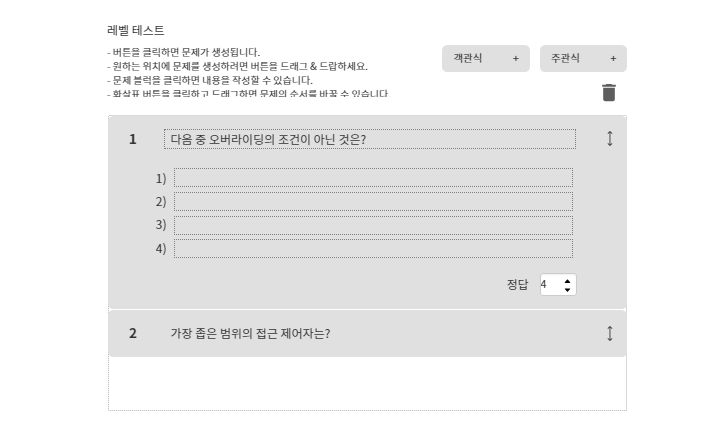 레벨 테스트
- 버튼을 클릭하면 문제가 생성됩니다.
- 원하는 위치에 문제를 생성하려면 버튼을 드래그 & 드랍하세요.
- 문제 블럭을 클릭하면 내용을 작성할 수 있습니다.
- 화살표 버튼을 클릭하고 드래그하면 문제의 순서를 바꿀 수 있습니다
객관식 +
주관식 +
1 다음 중 오버라이딩의 조건이 아닌 것은?
1)
2)
3)
4)
정답 4
2 가장 좁은 범위의 접근 제어자는?